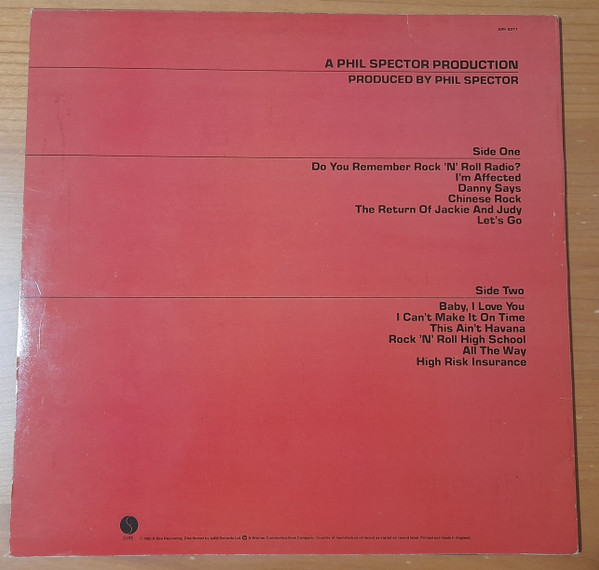 A PHIL SPECTOR PRODUCTION
PRODUCED BY PHIL SPECTOR
Side One
Do You Remember Rock 'N' Roll Radio?
I'm Affected
Danny Says
Chinese Rock
The Return Of Jackie And Judy
Let's Go
Side Two
Baby, I Love You
I Can't Make It On Time
This Ain't Havana
Rock 'N' Roll High School
All The Way
High Risk Insurance